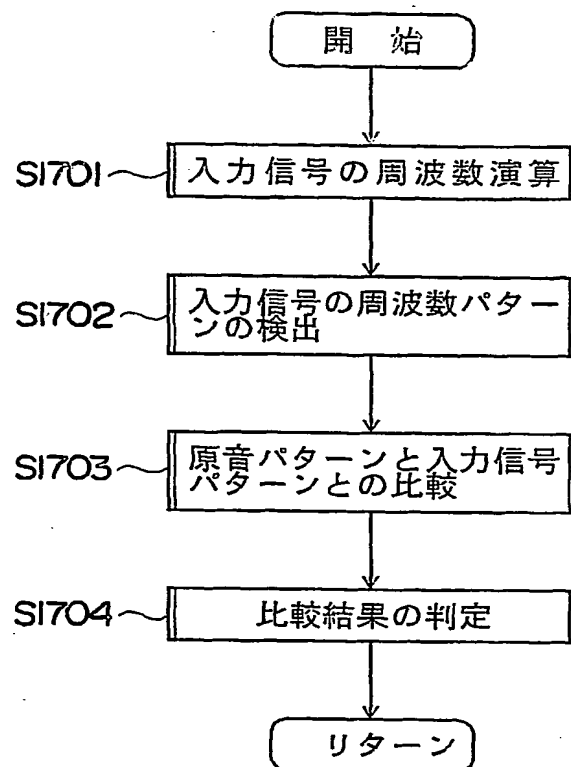 開 始
S1701 入力信号の周波数演算
S1702 入力信号の周波数パター
ンの検出
S1703 原音パターンと入力信号
パターンとの比較
S1704 比較結果の判定
リターン